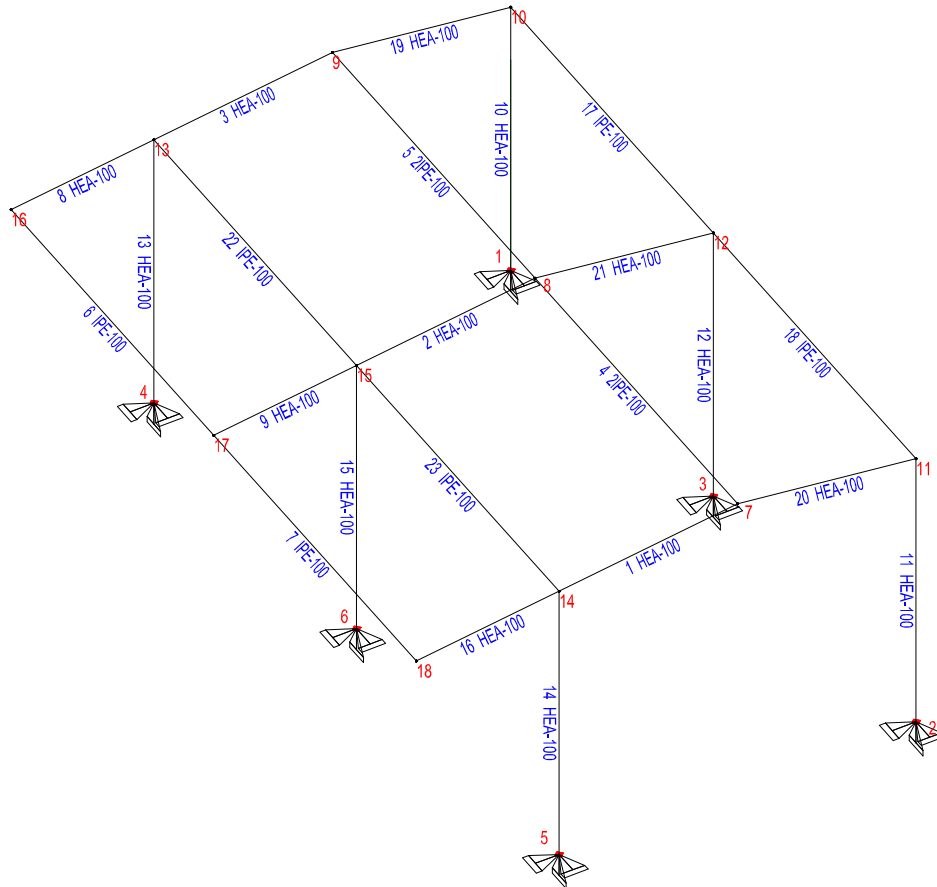 10
19 HEA-100
9
3 HEA-100
10 HEA-100
17 IPE-100
13
5 2IPE-100
8 HEA-100
16
22 IPE-100
12
13 HEA-100
1
8
21 HEA-100
6 IPE-100
2 HEA-100
18 IPE-100
15
12 HEA-100
4 2IPE-100
4
9 HEA-100
17
11
23 IPE-100
3
7
20 HEA-100
15 HEA-100
7 IPE-100
1 HEA-100
11 HEA-100
14
6
16 HEA-100
18
14 HEA-100
2
5